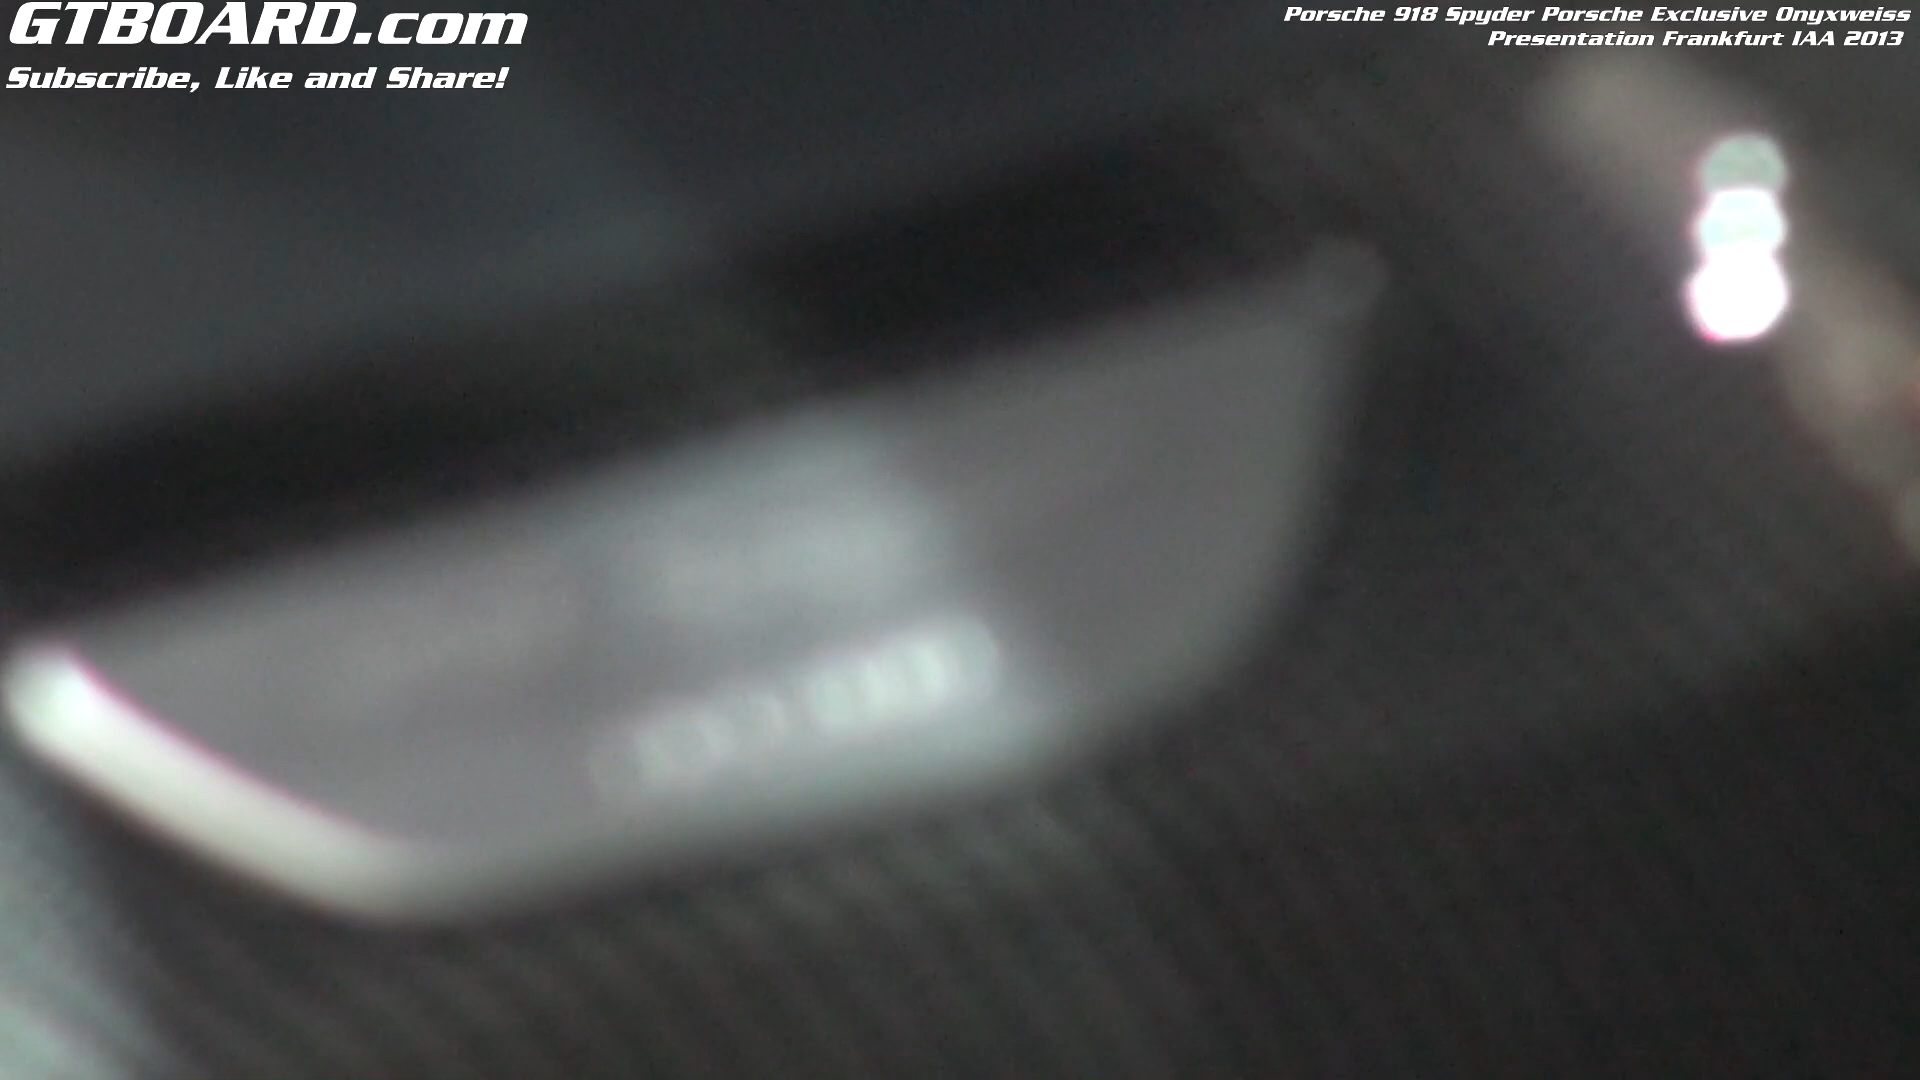 GTBOARD.com
Subscribe, Like and Share!
Porsche 918 Spyder Porsche Exclusive Onyxweiss
Presentation Frankfurt IAA 2013